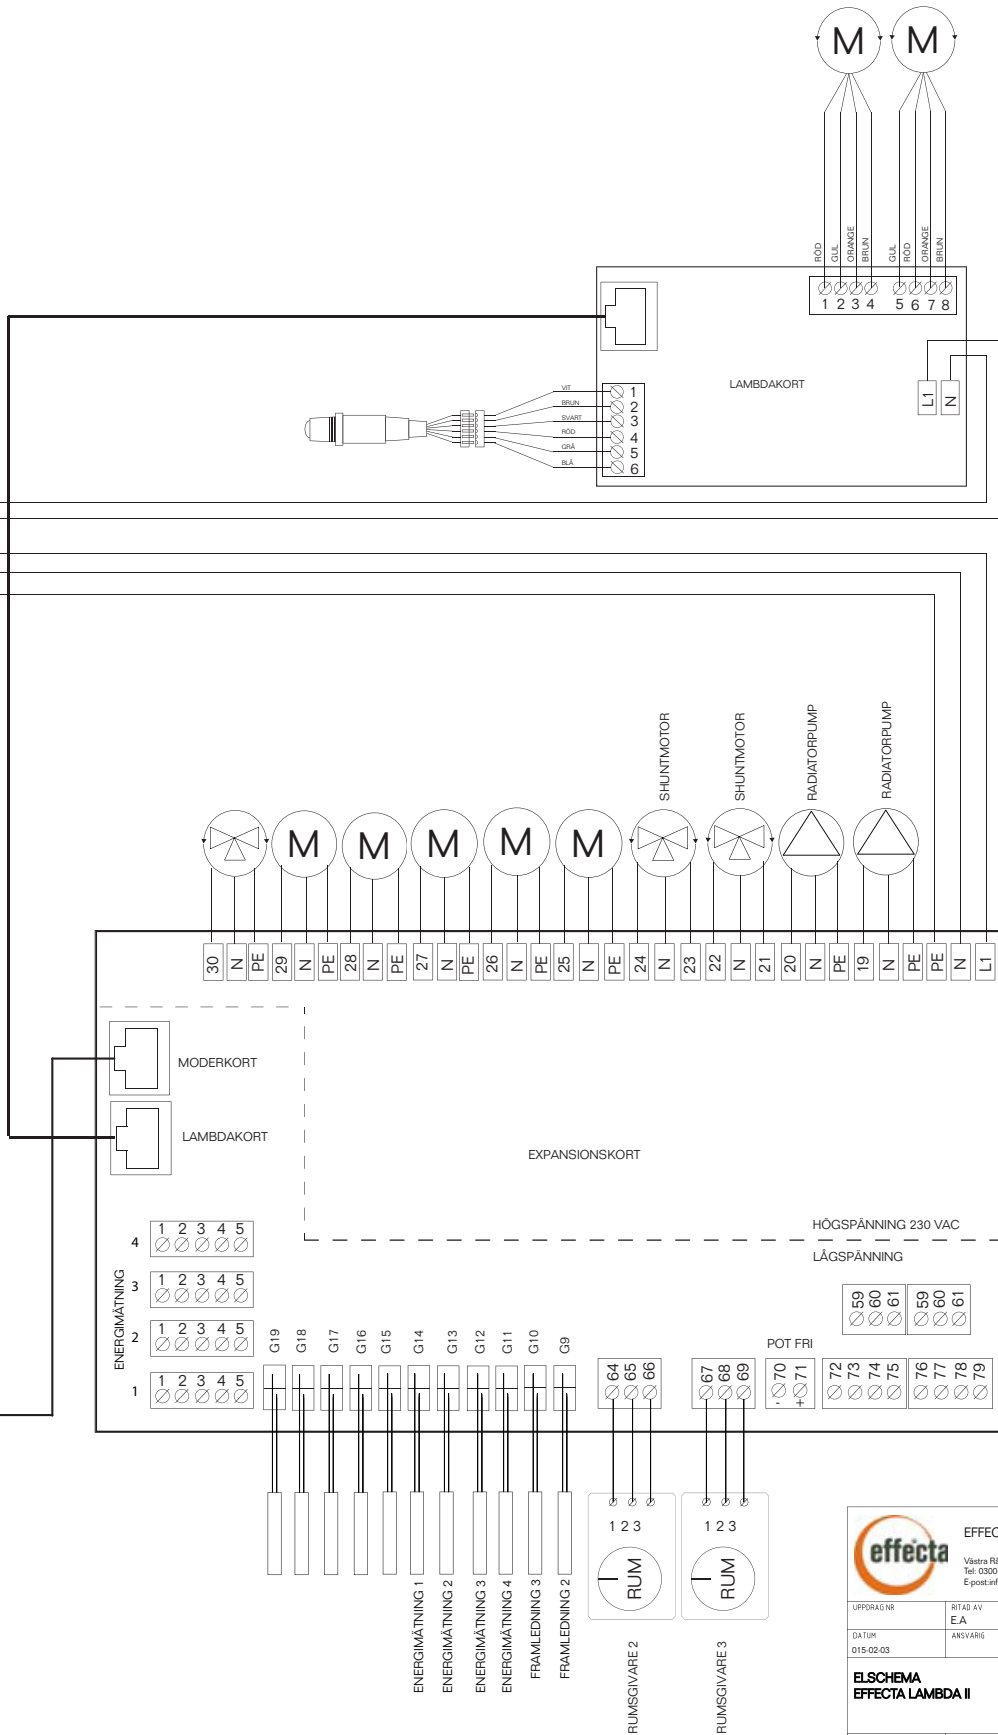 M M
RÖD GUL ORANGE BRUN GUL RÖD ORANGE BRUN
1 2 3 4 5 6 7 8
LAMBDAKORT
L1 N
VIT 1
BRUN 2
SVART 3
RÖD 4
GRÅ 5
BLÅ 6
SHUNTMOTOR SHUNTMOTOR RADIATORPUMP RADIATORPUMP
M M M M M
30 N PE 29 N PE 28 N PE 27 N PE 26 N PE 25 N PE 24 N 23 22 N 21 20 N PE 19 N PE PE N L1
MODERKORT
LAMBDAKORT
EXPANSIONSKORT
HÖGSPÄNNING 230 VAC
LÅGSPÄNNING
ENERGIMÄTNING
4 1 2 3 4 5
3 1 2 3 4 5
2 1 2 3 4 5
1 1 2 3 4 5
59 60 61 59 60 61
G19 G18 G17 G16 G15 G14 G13 G12 G11 G10 G9
POT FRI
64 65 66 67 68 69 70 71 72 73 74 75 76 77 78 79
- +
1 2 3 1 2 3
RUM RUM
ENERGIMÄTNING 1
ENERGIMÄTNING 2
ENERGIMÄTNING 3
ENERGIMÄTNING 4
FRAMLEDNING 3
FRAMLEDNING 2
RUMSGIVARE 2
RUMSGIVARE 3
effecta
EFFEC
Västra Rå
Tel: 0300
E-post:inf
UPPDRAG NR RITAD AV
E.A
DATUM ANSVARIG
015-02-03
ELSCHEMA
EFFECTA LAMBDA II